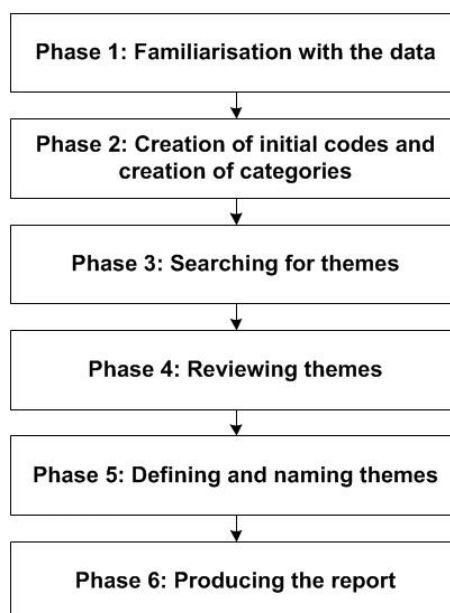 Phase 1: Familiarisation with the data
Phase 2: Creation of initial codes and
creation of categories
Phase 3: Searching for themes
Phase 4: Reviewing themes
Phase 5: Defining and naming themes
Phase 6: Producing the report